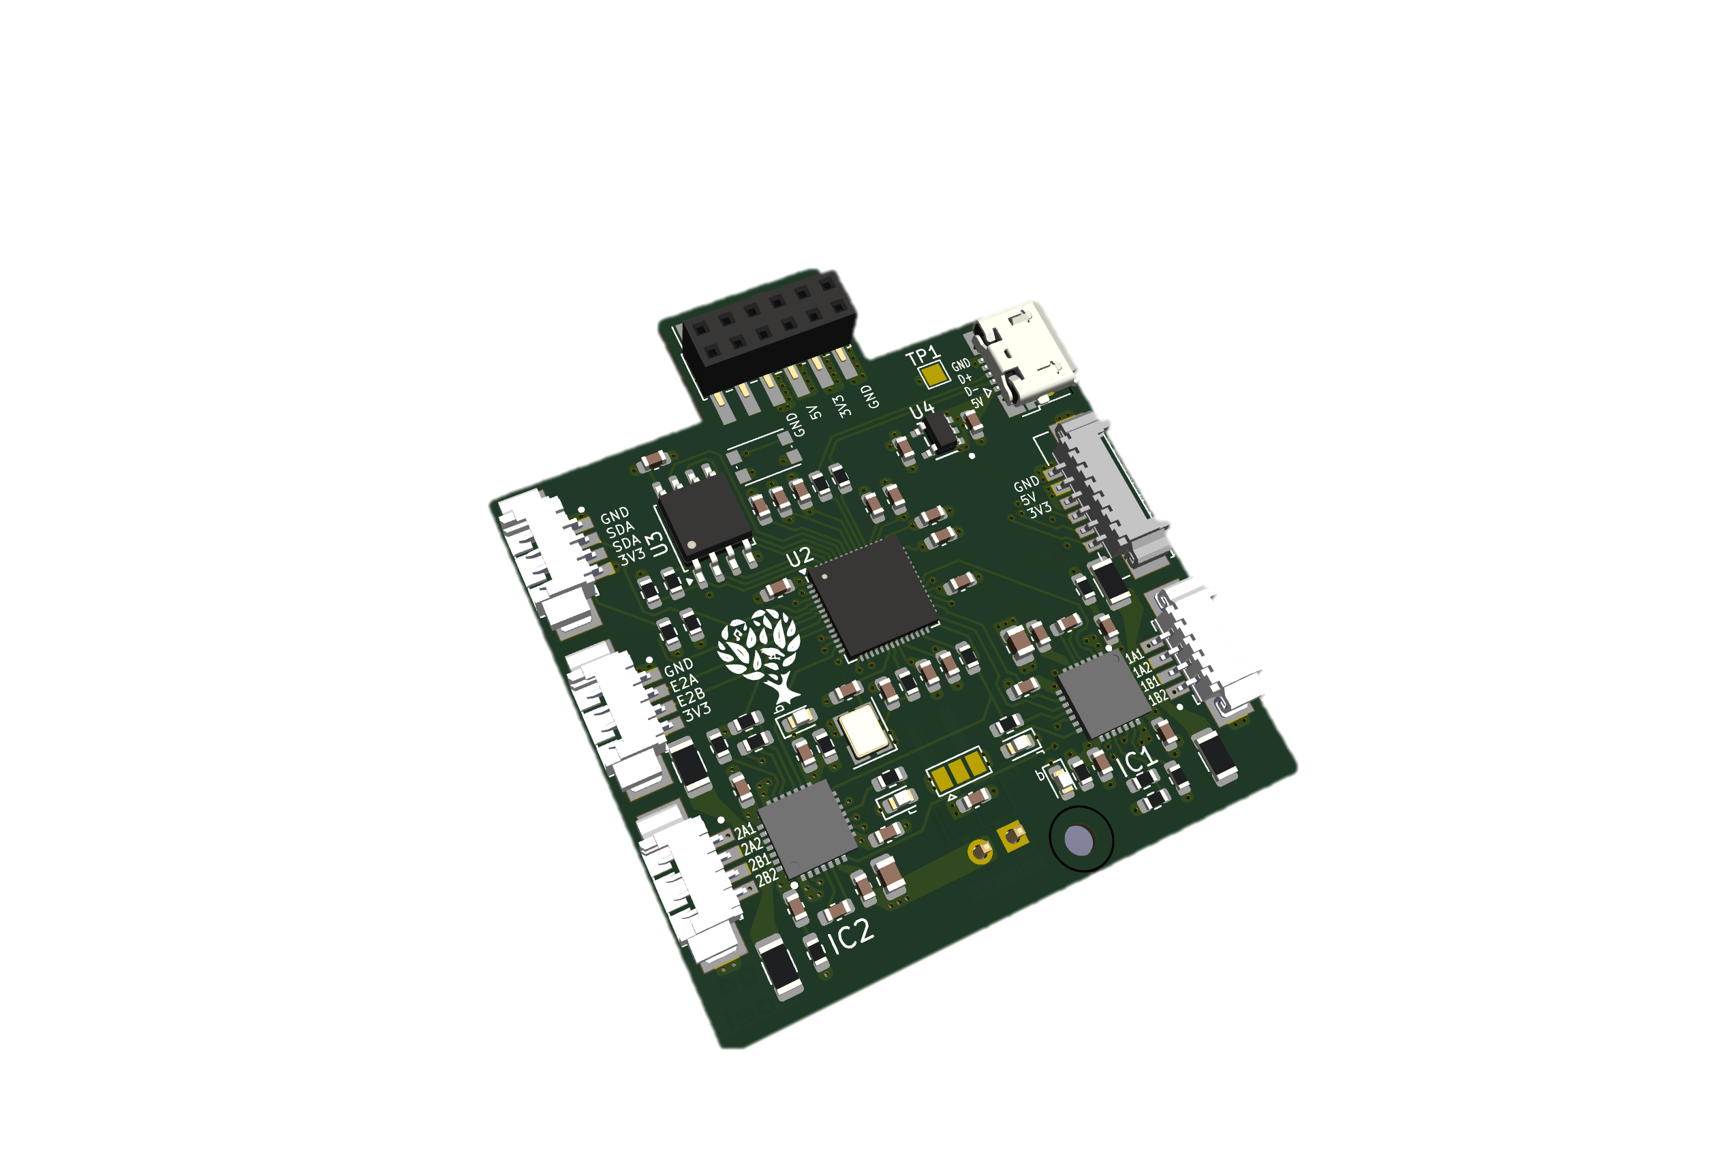 TP1
GND
D+
D-
5V
GND
5V
3V3
GND
U4
GND
5V
3V3
GND
SDA
SDA
3V3
U3
U2
GND
E2A
E2B
3V3
1A1
1A2
1B1
1B2
b
b
IC1
2A1
2A2
2B1
2B2
IC2